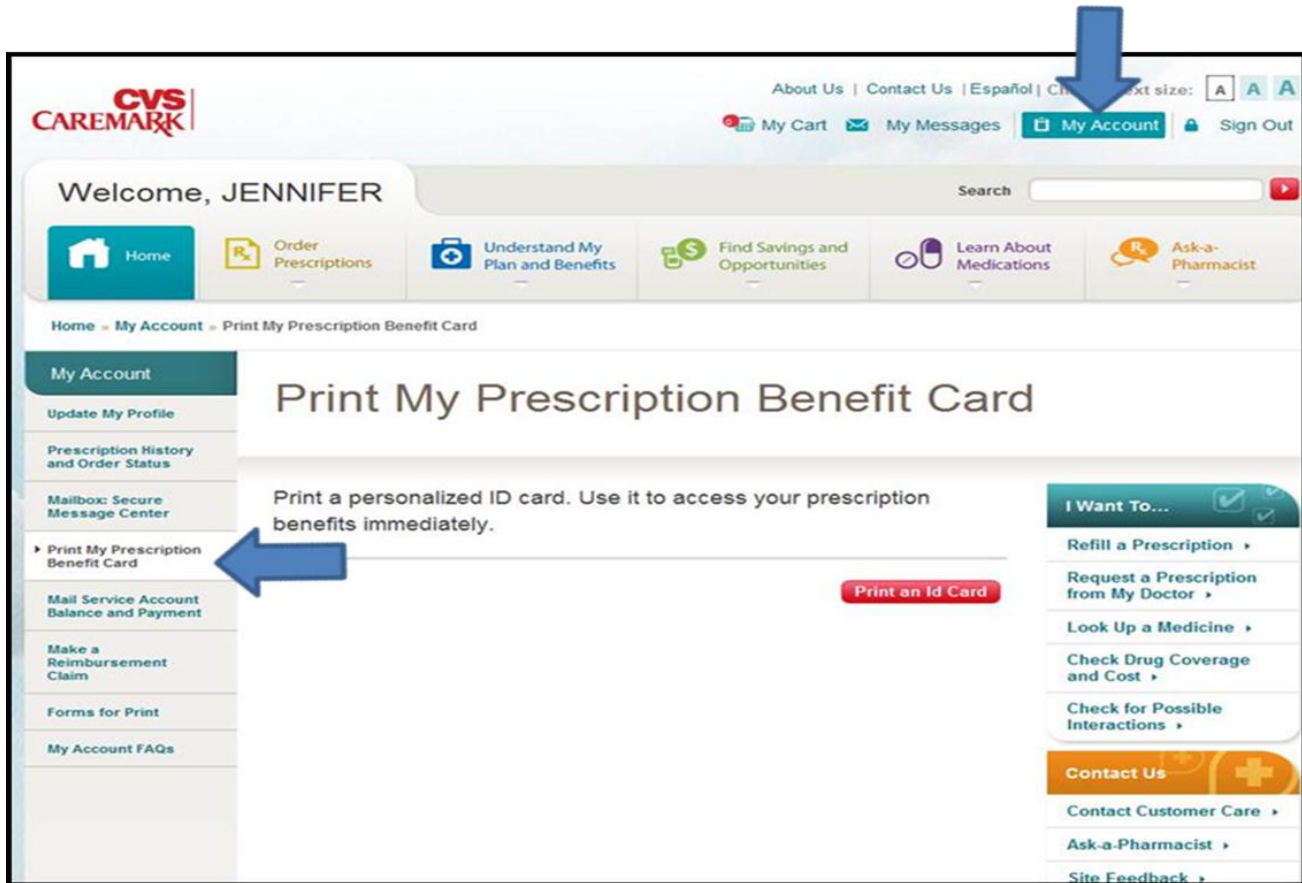 CVS
CAREMARK
About Us | Contact Us | Español |
xt size: A A A
My Cart
My Messages
My Account
Sign Out
Welcome, JENNIFER
Search
Home
Order
Prescriptions
Understand My
Plan and Benefits
Find Savings and
Opportunities
Learn About
Medications
Ask-a-
Pharmacist
Home » My Account » Print My Prescription Benefit Card
My Account
Update My Profile
Prescription History
and Order Status
Mailbox: Secure
Message Center
Print My Prescription
Benefit Card
Mail Service Account
Balance and Payment
Make a
Reimbursement
Claim
Forms for Print
My Account FAQs
Print My Prescription Benefit Card
Print a personalized ID card. Use it to access your prescription
benefits immediately.
Print an Id Card
I Want To...
Refill a Prescription
Request a Prescription
from My Doctor
Look Up a Medicine
Check Drug Coverage
and Cost
Check for Possible
Interactions
Contact Us
Contact Customer Care
Ask-a-Pharmacist
Site Feedback